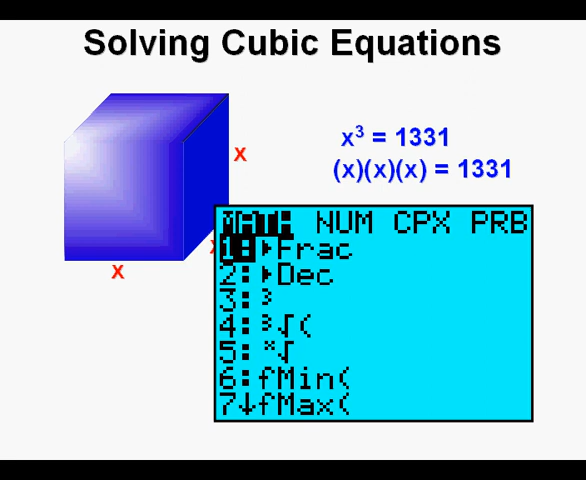 Solving Cubic Equations
x³ = 1331
(x)(x)(x) = 1331
x
x
MATH NUM CPX PRB
1:▸Frac
2:▸Dec
3:³
4:³√(
5:ˣ√
6:fMin(
7↓fMax(